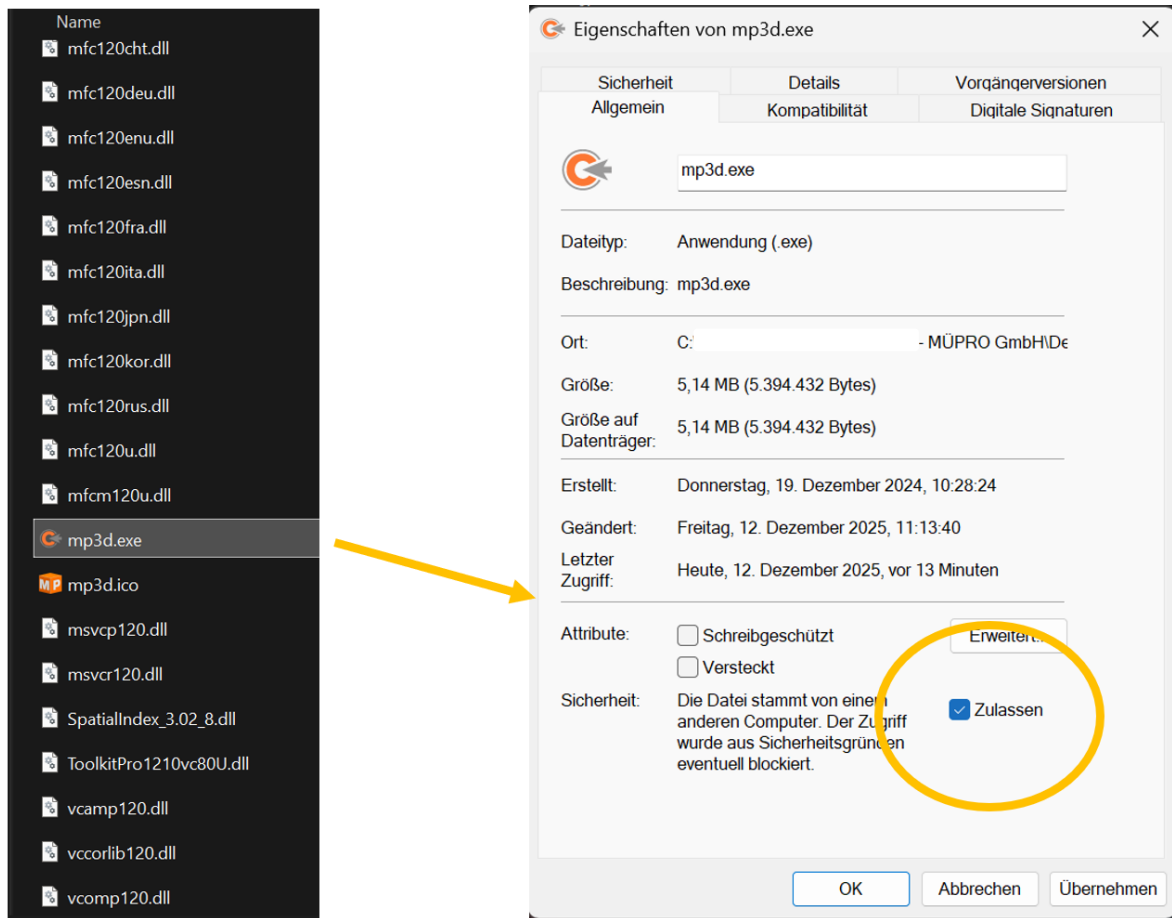 Name
mfc120cht.dll
mfc120deu.dll
mfc120enu.dll
mfc120esn.dll
mfc120fra.dll
mfc120ita.dll
mfc120jpn.dll
mfc120kor.dll
mfc120rus.dll
mfc120u.dll
mfcm120u.dll
mp3d.exe
MP mp3d.ico
msvcp120.dll
msvcr120.dll
SpatialIndex_3.02_8.dll
ToolkitPro1210vc80U.dll
vcamp120.dll
vccorlib120.dll
vcomp120.dll
Eigenschaften von mp3d.exe
Sicherheit Details Vorgängerversionen
Allgemein Kompatibilität Digitale Signaturen
mp3d.exe
Dateityp: Anwendung (.exe)
Beschreibung: mp3d.exe
Ort: C: - MÜPRO GmbH\De
Größe: 5,14 MB (5.394.432 Bytes)
Größe auf
Datenträger: 5,14 MB (5.394.432 Bytes)
Erstellt: Donnerstag, 19. Dezember 2024, 10:28:24
Geändert: Freitag, 12. Dezember 2025, 11:13:40
Letzter
Zugriff: Heute, 12. Dezember 2025, vor 13 Minuten
Attribute: Schreibgeschützt Erweitert...
Versteckt
Sicherheit: Die Datei stammt von einem
anderen Computer. Der Zugriff
wurde aus Sicherheitsgründen
eventuell blockiert.
Zulassen
OK Abbrechen Übernehmen